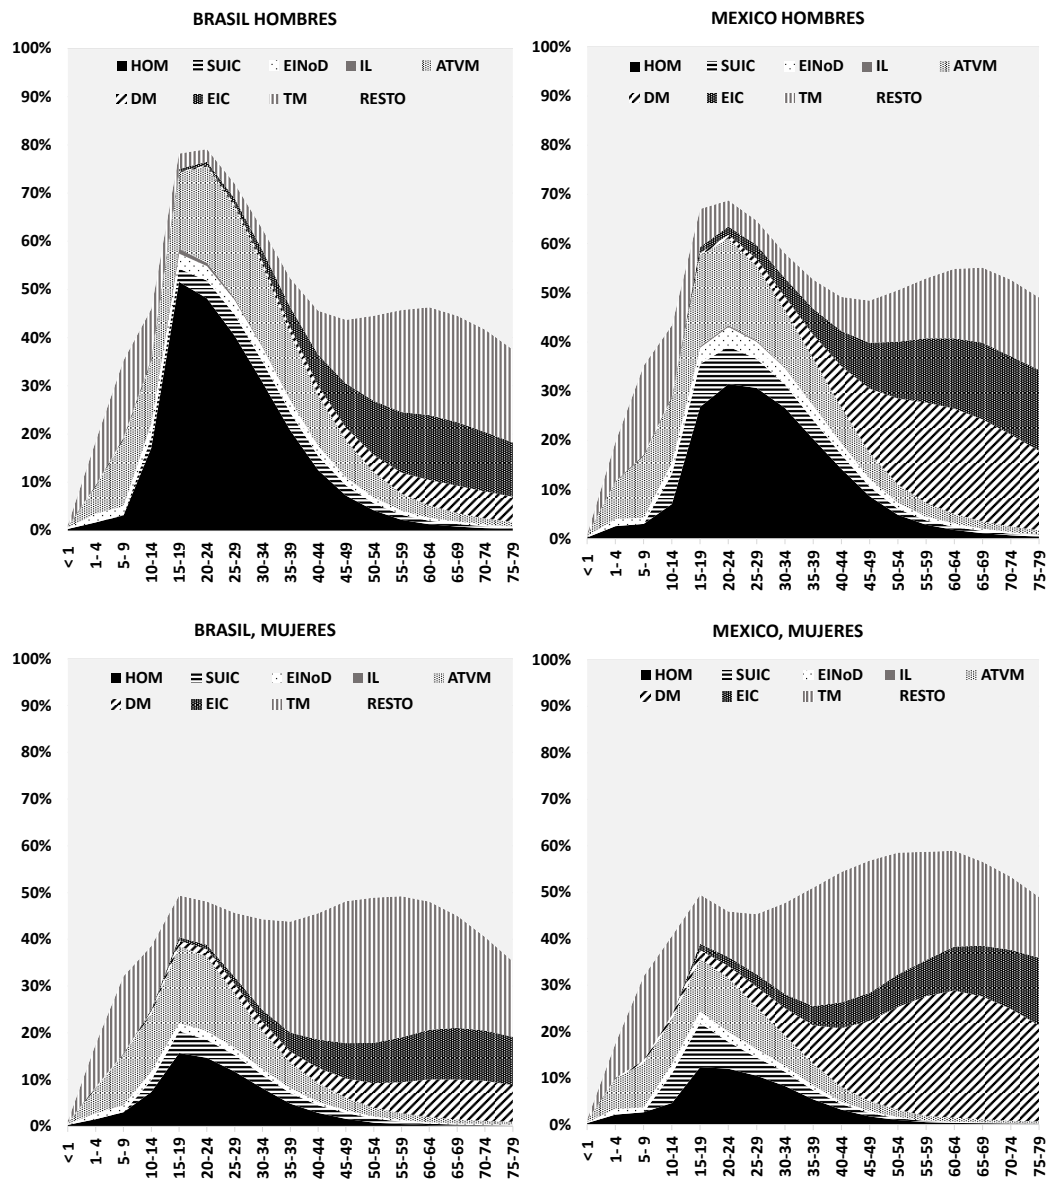 BRASIL HOMBRES
100%
90%
80%
70%
60%
50%
40%
30%
20%
10%
0%
HOM SUIC EINoD IL ATVM
DM EIC TM RESTO
< 1 1- 4 5- 9 10-14 15-19 20-24 25-29 30-34 35-39 40-44 45-49 50-54 55-59 60-64 65-69 70-74 75-79
MEXICO HOMBRES
100%
90%
80%
70%
60%
50%
40%
30%
20%
10%
0%
HOM SUIC EINoD IL ATVM
DM EIC TM RESTO
< 1 1- 4 5- 9 10-14 15-19 20-24 25-29 30-34 35-39 40-44 45-49 50-54 55-59 60-64 65-69 70-74 75-79
BRASIL, MUJERES
100%
90%
80%
70%
60%
50%
40%
30%
20%
10%
0%
HOM SUIC EINoD IL ATVM
DM EIC TM RESTO
< 1 1- 4 5- 9 10-14 15-19 20-24 25-29 30-34 35-39 40-44 45-49 50-54 55-59 60-64 65-69 70-74 75-79
MEXICO, MUJERES
100%
90%
80%
70%
60%
50%
40%
30%
20%
10%
0%
HOM SUIC EINoD IL ATVM
DM EIC TM RESTO
< 1 1- 4 5- 9 10-14 15-19 20-24 25-29 30-34 35-39 40-44 45-49 50-54 55-59 60-64 65-69 70-74 75-79